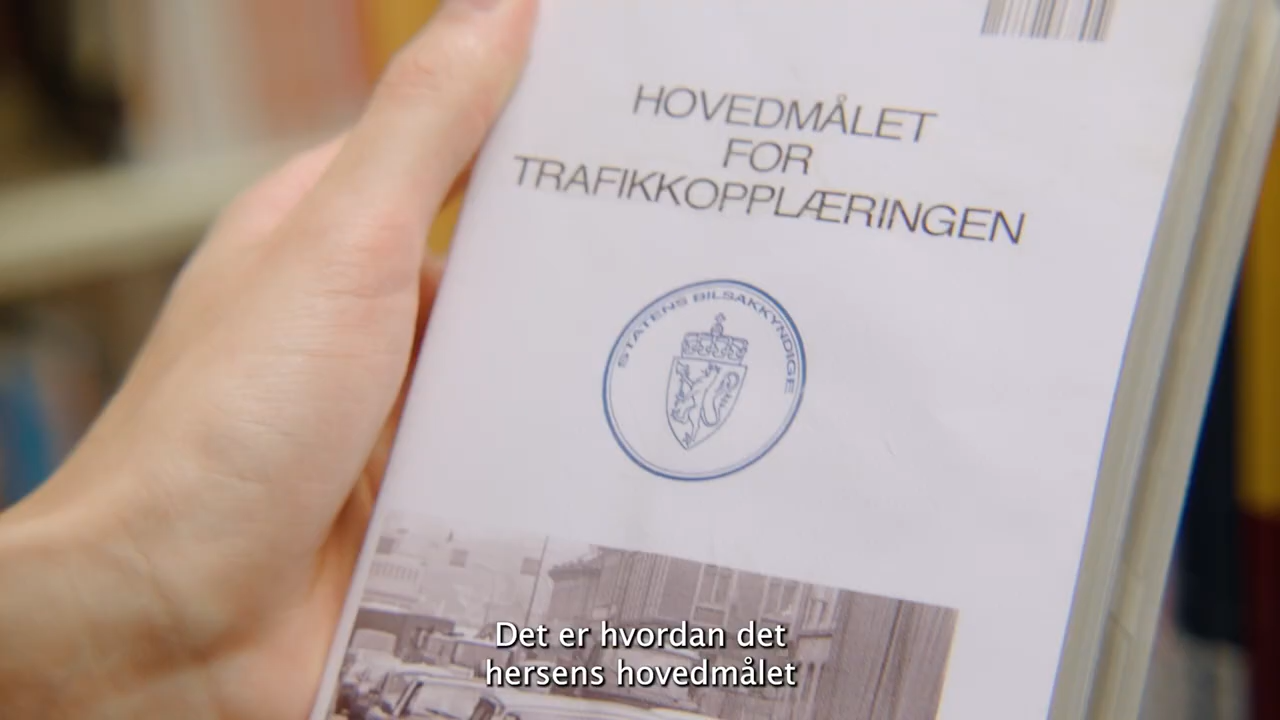 HOVEDMÅLET
FOR
TRAFIKKOPPLÆRINGEN
STATENS BILSAKKYNDIGE
Det er hvordan det
hersens hovedmålet